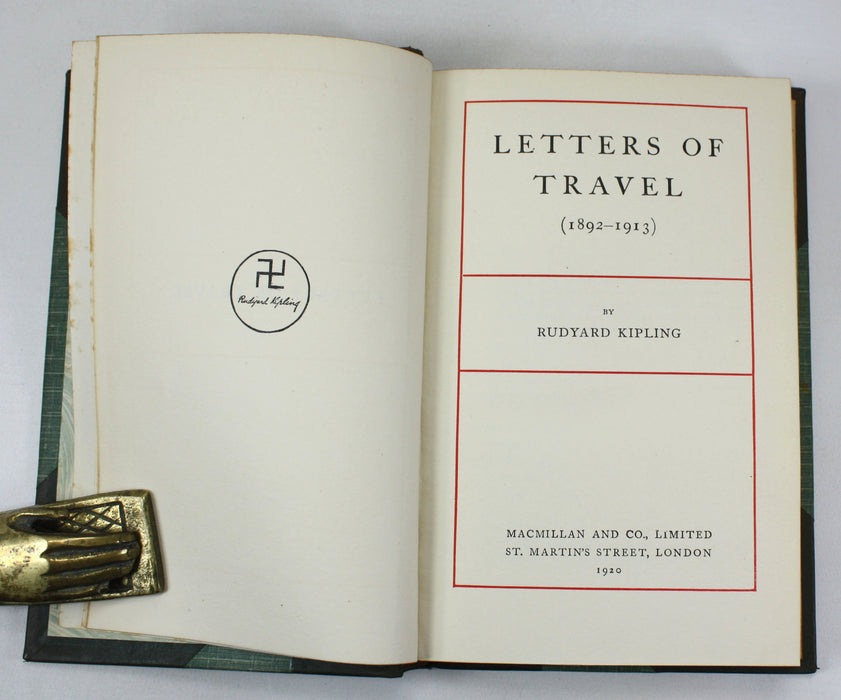 Rudyard Kipling
LETTERS OF
TRAVEL
(1892–1913)
BY
RUDYARD KIPLING
MACMILLAN AND CO., LIMITED
ST. MARTIN'S STREET, LONDON
1920